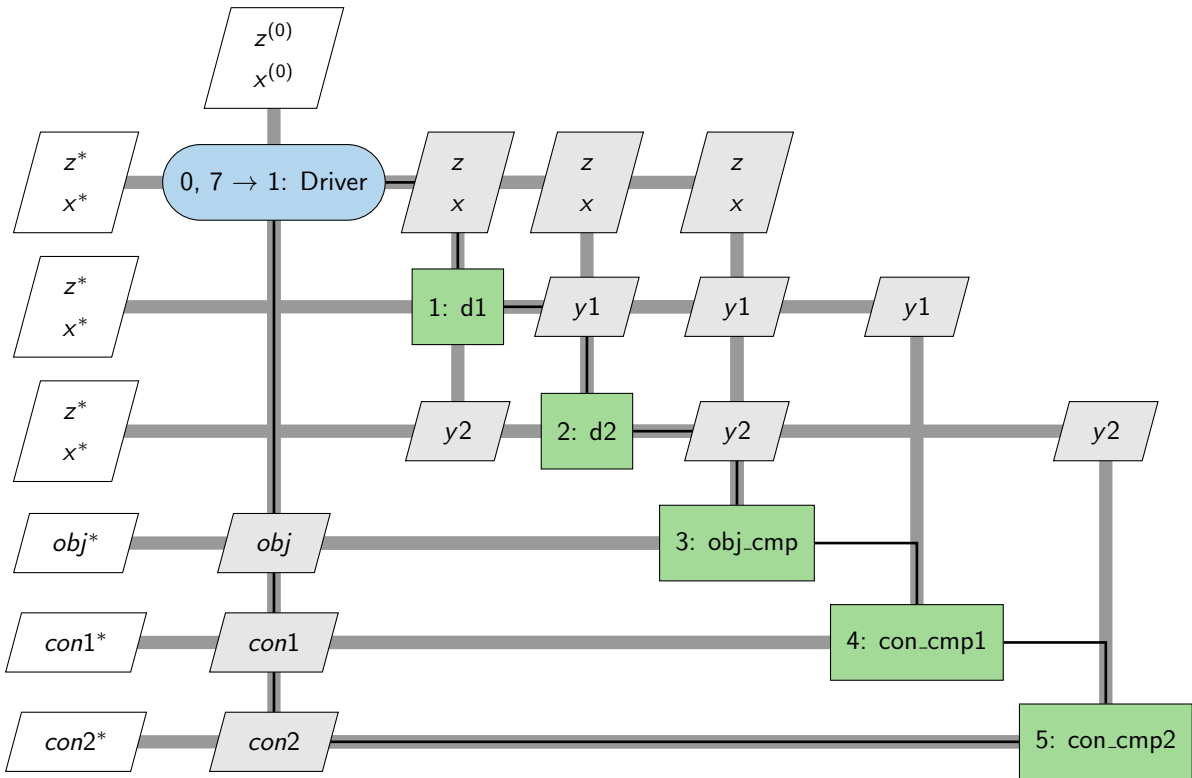 z^(0)
x^(0)
z*
x*
0, 7 → 1: Driver
z
x
z
x
z
x
z*
x*
1: d1
y1
y1
y1
z*
x*
y2
2: d2
y2
y2
obj*
obj
3: obj_cmp
con1*
con1
4: con_cmp1
con2*
con2
5: con_cmp2